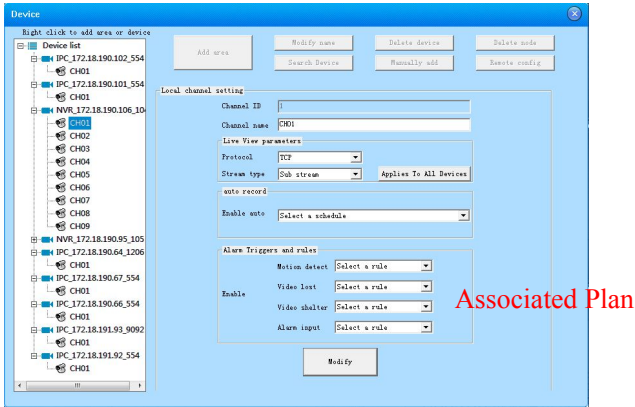 Device
Right click to add area or device
Device list
IPC_172.18.190.102_554
CH01
IPC_172.18.190.101_554
CH01
NVR_172.18.190.106_10
CH01
CH02
CH03
CH04
CH05
CH06
CH07
CH08
CH09
NVR_172.18.190.95_105
IPC_172.18.190.64_1206
CH01
IPC_172.18.190.67_554
CH01
IPC_172.18.190.66_554
CH01
IPC_172.18.191.93_9092
CH01
IPC_172.18.191.92_554
CH01
Add area
Modify name
Delete device
Delete node
Search Device
Manually add
Remote config
Local channel setting
Channel ID 1
Channel name CH01
Live View parameters
Protocol TCP
Stream type Sub stream Applies To All Devices
auto record
Enable auto Select a schedule
Alarm Triggers and rules
Motion detect Select a rule
Video lost Select a rule
Enable
Video shelter Select a rule
Alarm input Select a rule
Modify
Associated Plan